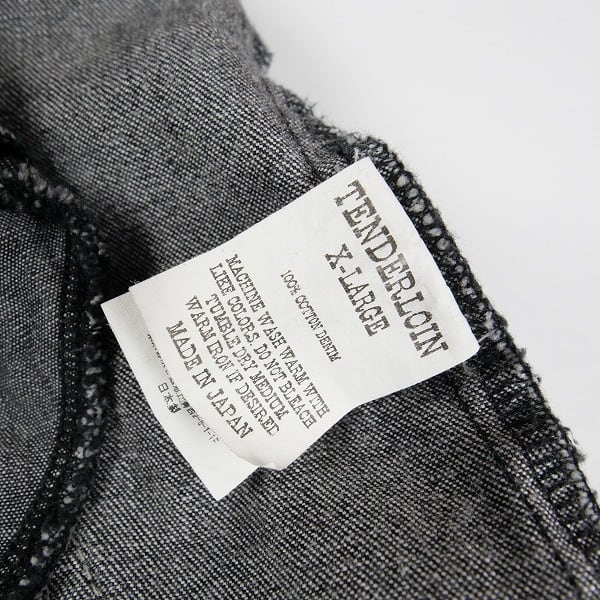 TENDERLOIN
X-LARGE
100% COTTON DENIM
MACHINE WASH WARM WITH
LIKE COLORS. DO NOT BLEACH
TUMBLE DRY MEDIUM.
WARM IRON IF DESIRED
MADE IN JAPAN
日本製